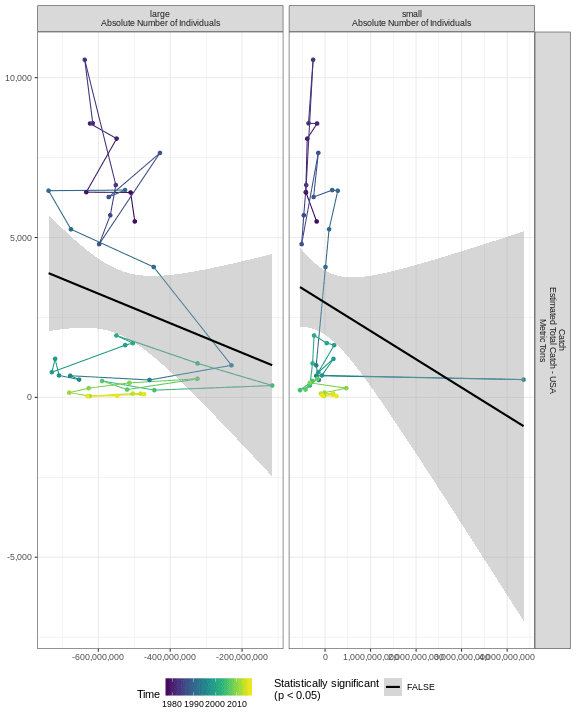 large
Absolute Number of Individuals
small
Absolute Number of Individuals
10,000
5,000
0
-5,000
Catch
Estimated Total Catch - USA
Metric Tons
-600,000,000
-400,000,000
-200,000,000
0
1,000,000,000
2,000,000,000
3,000,000,000
4,000,000,000
Time
1980 1990 2000 2010
Statistically significant
(p < 0.05)
FALSE